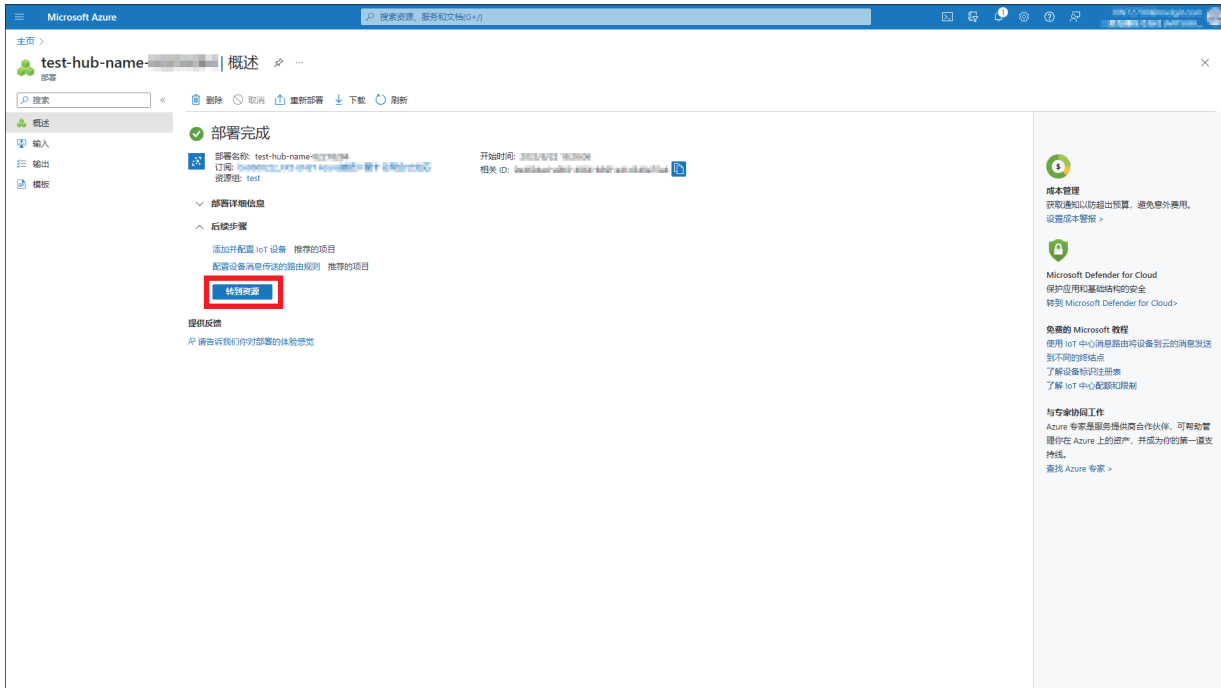 Microsoft Azure
搜索资源、服务和文档(G+/)
主页 >
test-hub-name- | 概述
部署
搜索
删除 取消 重新部署 下载 刷新
概述
输入
输出
模板
部署完成
部署名称: test-hub-name-
订阅:
资源组: test
开始时间:
相关 ID:
部署详细信息
后续步骤
添加并配置 IoT 设备 推荐的项目
配置设备消息传送的路由规则 推荐的项目
转到资源
提供反馈
请告诉我们你对部署的体验感觉
成本管理
获取通知以防超出预算，避免意外费用。
设置成本警报 >
Microsoft Defender for Cloud
保护应用和基础结构的安全
转到 Microsoft Defender for Cloud>
免费的 Microsoft 教程
使用 IoT 中心消息路由将设备到云的消息发送
到不同的终结点
了解设备标识注册表
了解 IoT 中心配额和限制
与专家协同工作
Azure 专家是服务提供商合作伙伴，可帮助管
理你在 Azure 上的资产，并成为你的第一道支
持线。
查找 Azure 专家 >